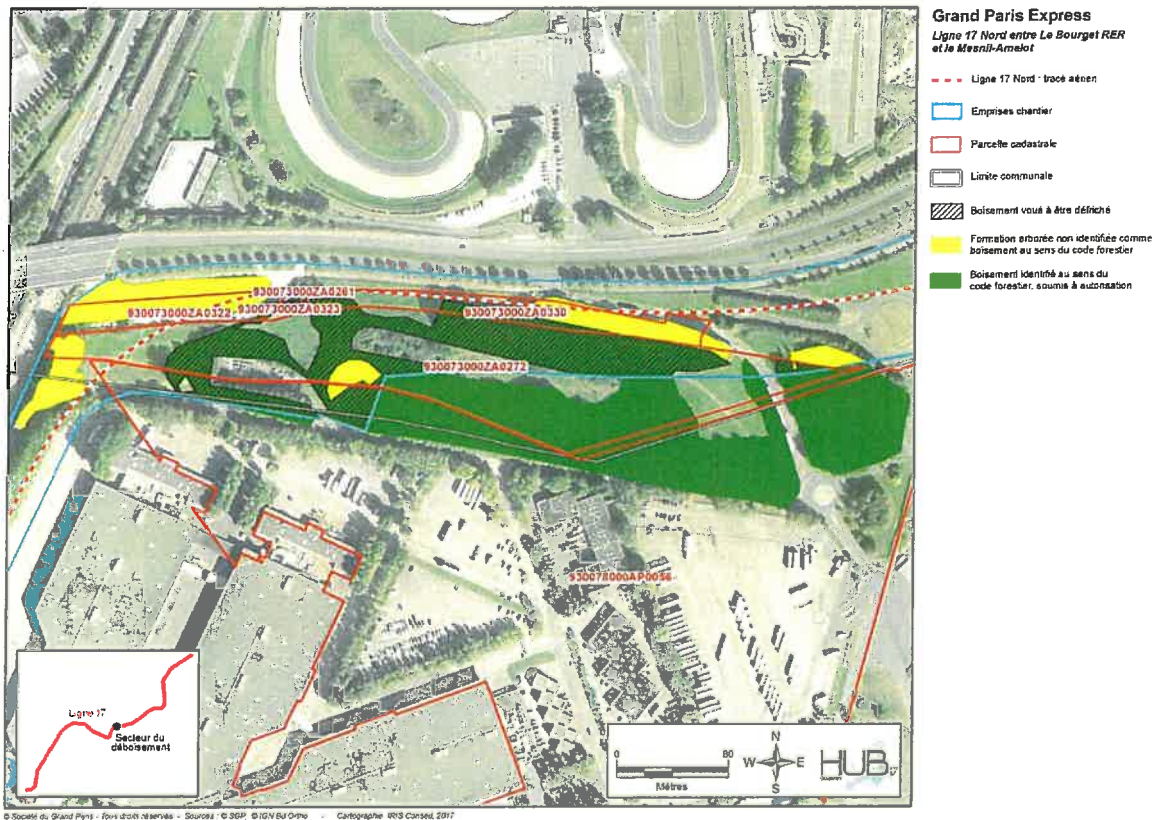 Grand Paris Express
Ligne 17 Nord entre Le Bourget RER
et le Mesnil-Amelot
Ligne 17 Nord - tracé aérien
Emprises chantier
Parcelle cadastrale
Limite communale
Boisement voué à être défriché
Formation arborée non identifiée comme
boisement au sens du code forestier
Boisement identifié au sens du
code forestier, soumis à autorisation
930073000ZA0261
930073000ZA0322
930073000ZA0323
930073000ZA0330
930073000ZA0272
930078000AP0056
Ligne 17
Secteur du
déboisement
0 80
Mètres
N
W E
S
HUB
© Société du Grand Paris - Tous droits réservés - Sources : © SGP, © IGN Bd Ortho - Cartographie IRIS Conseil, 2017